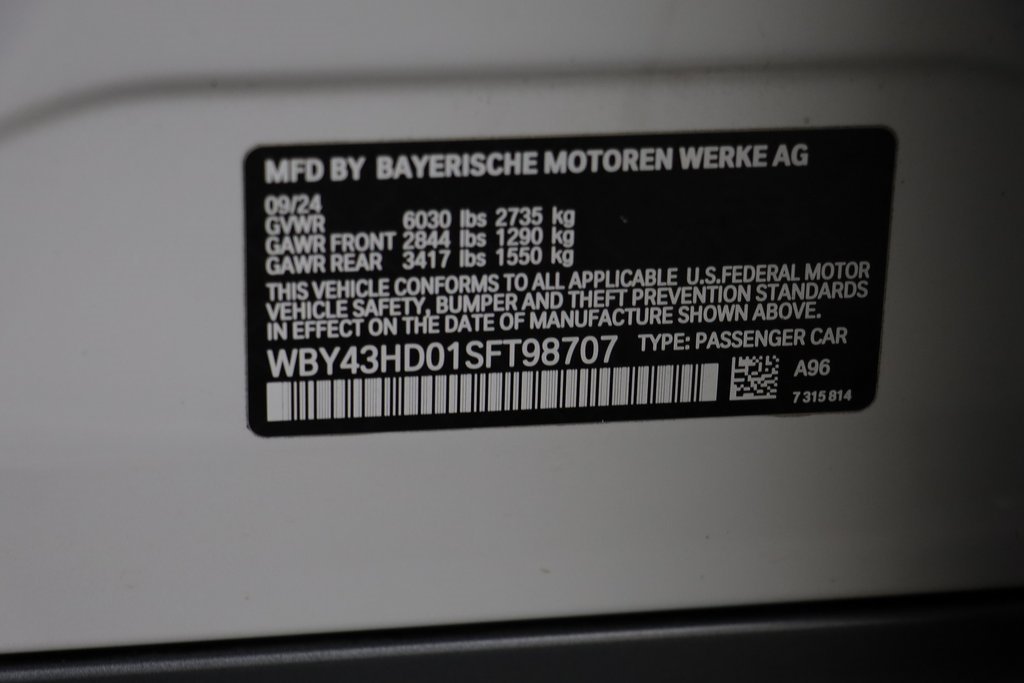 MFD BY BAYERISCHE MOTOREN WERKE AG
09/24
GVWR 6030 lbs 2735 kg
GAWR FRONT 2844 lbs 1290 kg
GAWR REAR 3417 lbs 1550 kg
THIS VEHICLE CONFORMS TO ALL APPLICABLE U.S.FEDERAL MOTOR
VEHICLE SAFETY, BUMPER AND THEFT PREVENTION STANDARDS
IN EFFECT ON THE DATE OF MANUFACTURE SHOWN ABOVE.
WBY43HD01SFT98707 TYPE: PASSENGER CAR
A96
7 315 814